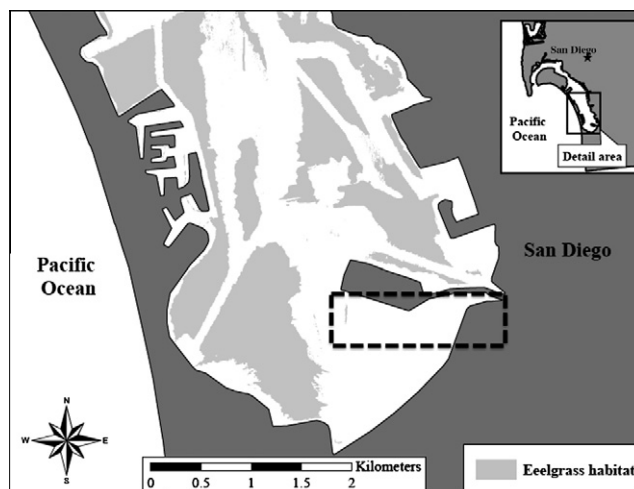 San Diego
Pacific
Ocean
Detail area
Pacific
Ocean
San Diego
N
W
E
S
Kilometers
0 0.5 1 1.5 2
Eeelgrass habitat